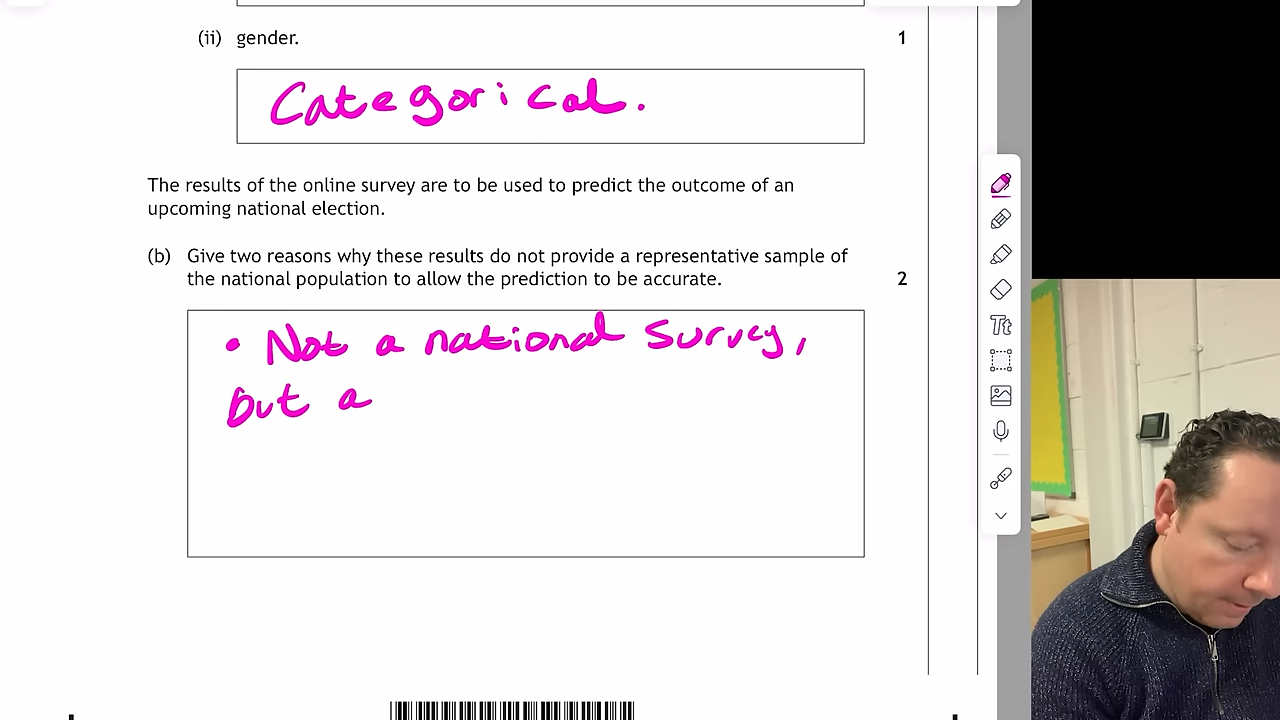 (ii) gender. 1
Categorical.
The results of the online survey are to be used to predict the outcome of an
upcoming national election.
(b) Give two reasons why these results do not provide a representative sample of
the national population to allow the prediction to be accurate. 2
• Not a national survey,
but a
Tt